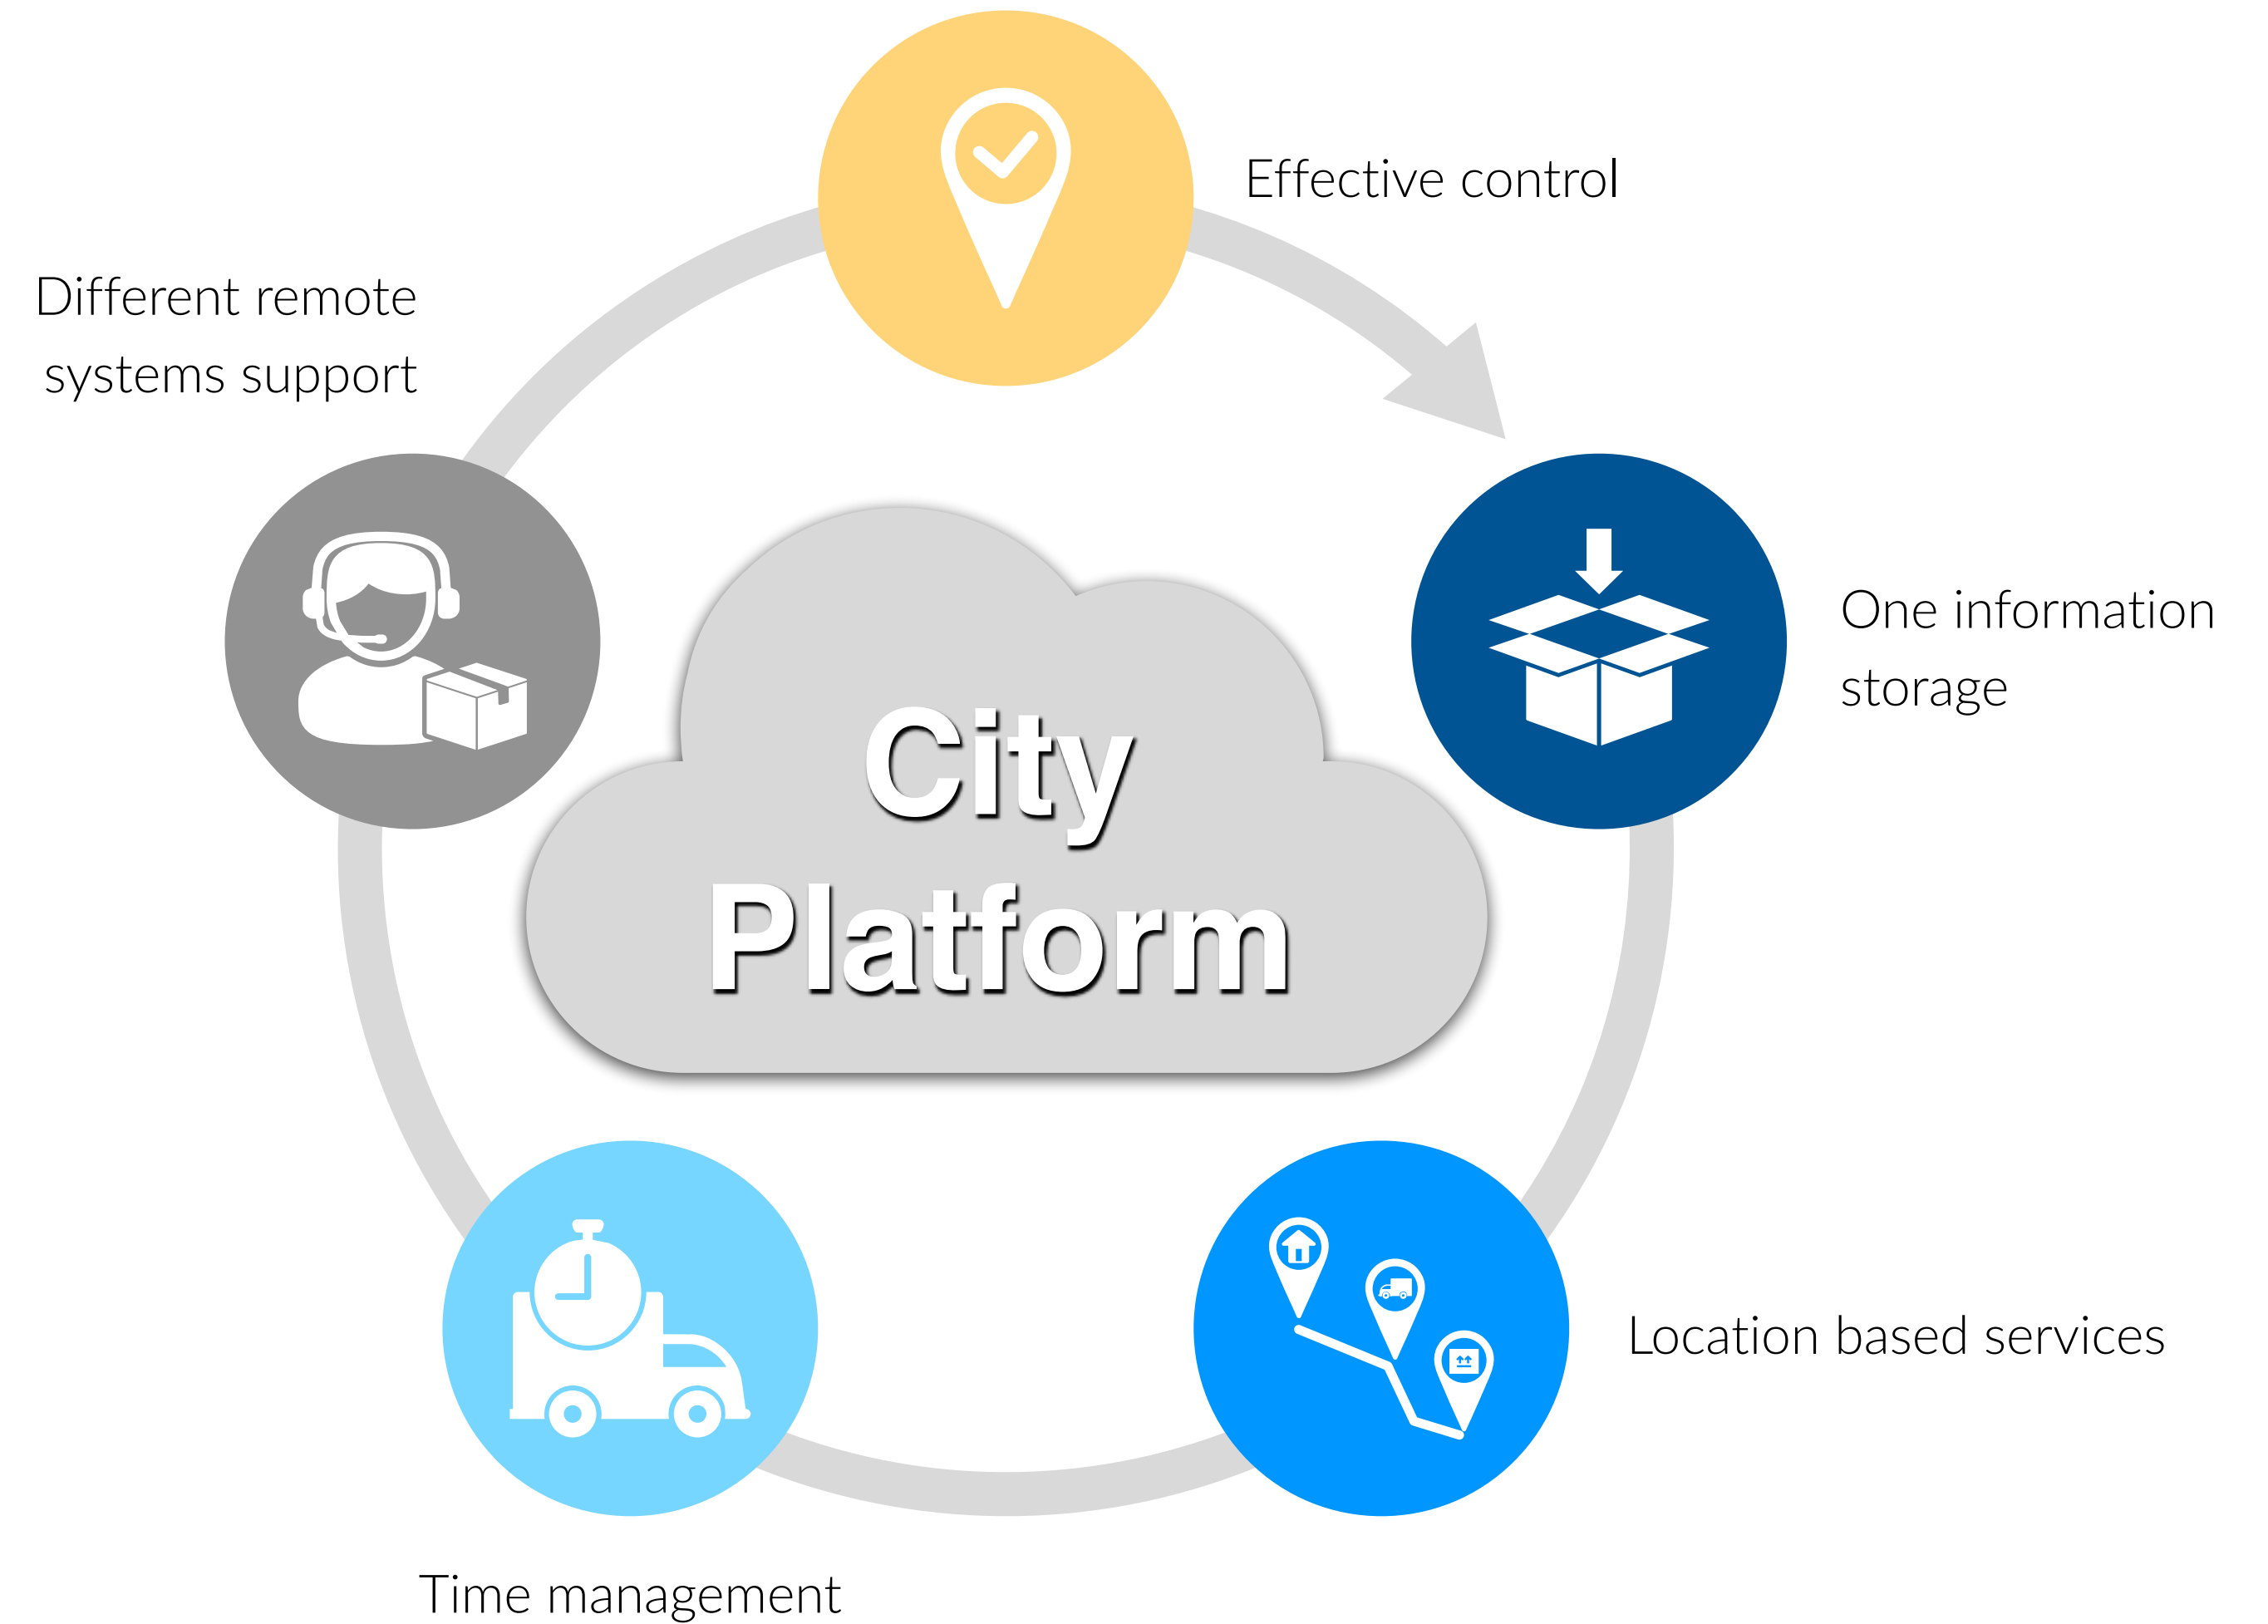 Effective control
Different remote
systems support
One information
storage
City
Platform
Location based services
Time management